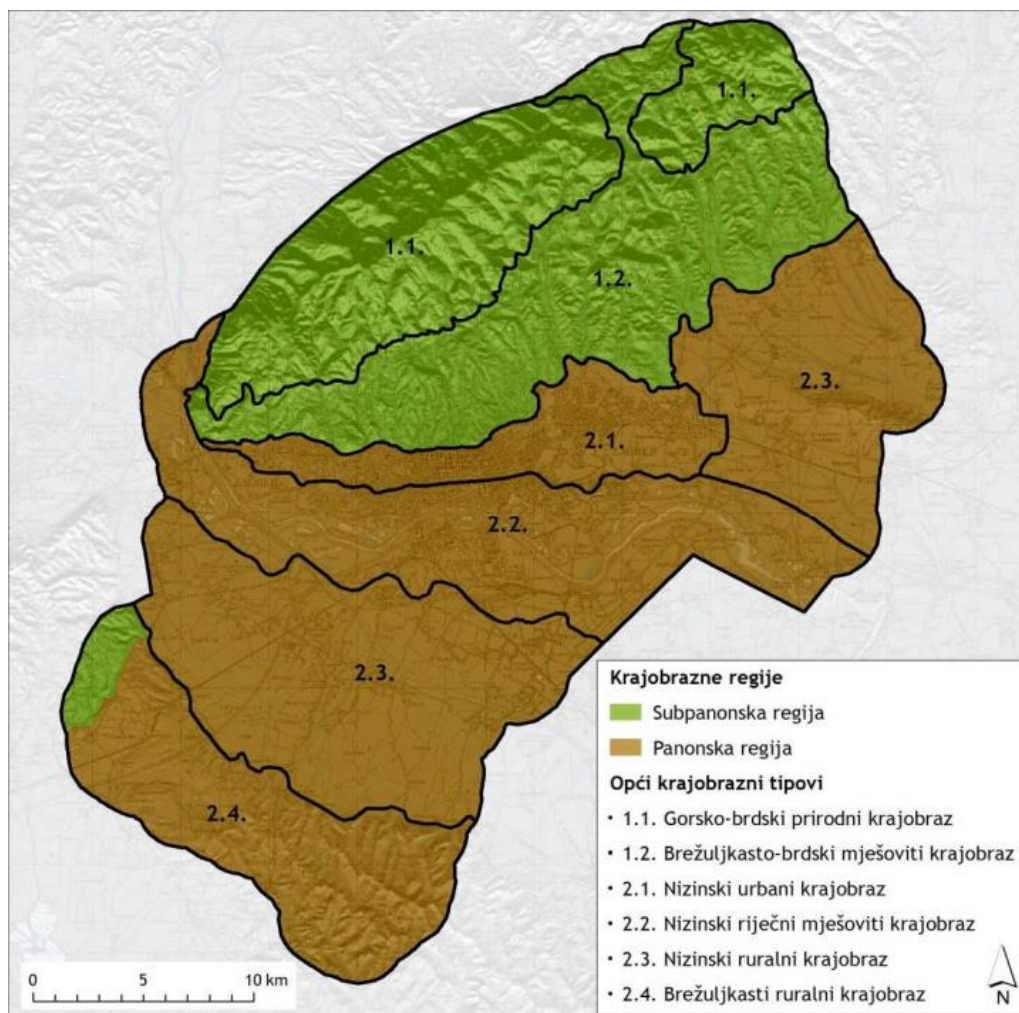 1.1.
1.1.
1.2.
2.3.
2.1.
2.2.
2.3.
2.4.
Krajobrazne regije
Subpanonska regija
Panonska regija
Opći krajobrazni tipovi
• 1.1. Gorsko-brdski prirodni krajobraz
• 1.2. Brežuljkasto-brdski mješoviti krajobraz
• 2.1. Nizinski urbani krajobraz
• 2.2. Nizinski riječni mješoviti krajobraz
• 2.3. Nizinski ruralni krajobraz
• 2.4. Brežuljkasti ruralni krajobraz
0 5 10 km
N